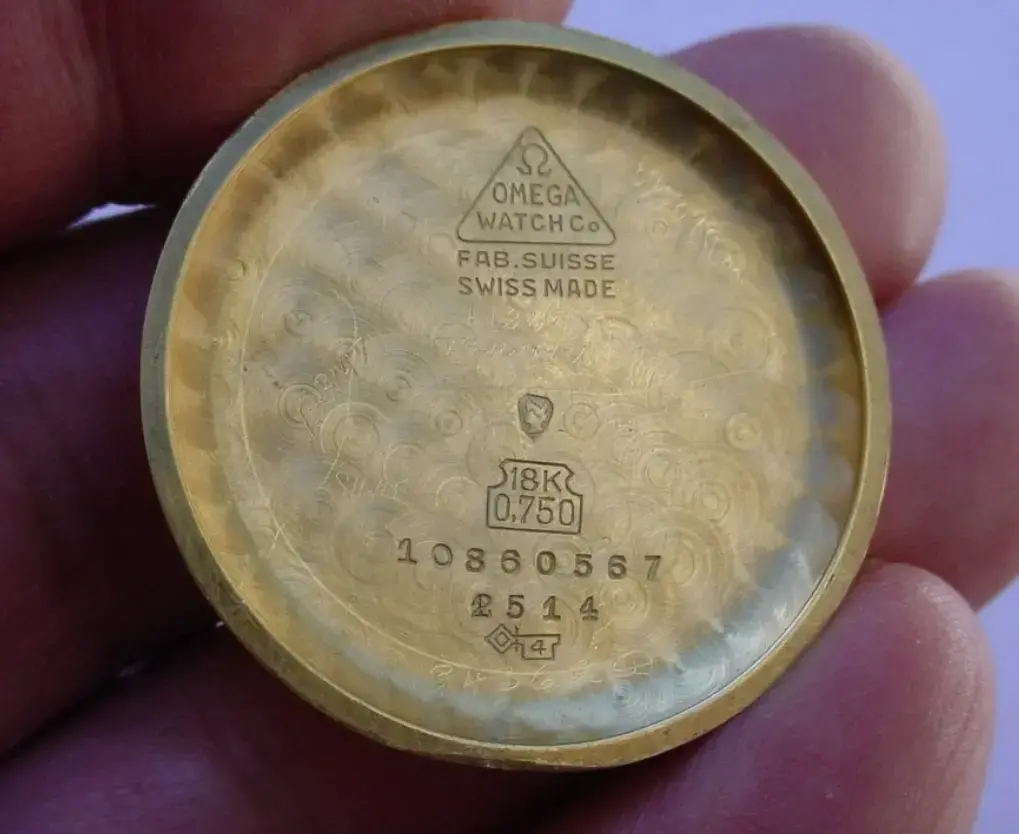 Ω
OMEGA
WATCH Co
FAB. SUISSE
SWISS MADE
18K
0,750
10860567
2514
4